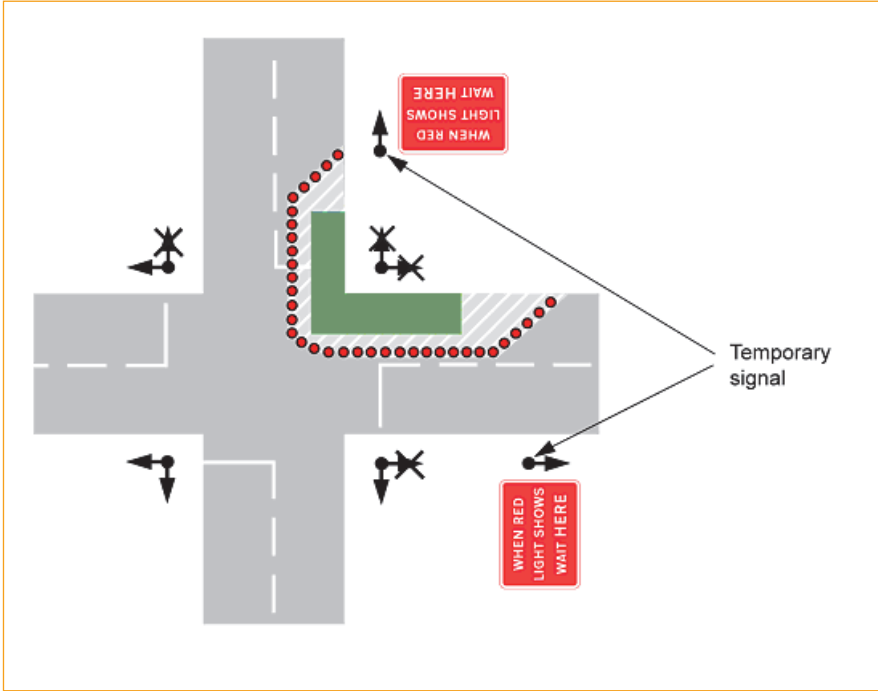 WHEN RED
LIGHT SHOWS
WAIT HERE
Temporary
signal
WHEN RED
LIGHT SHOWS
WAIT HERE